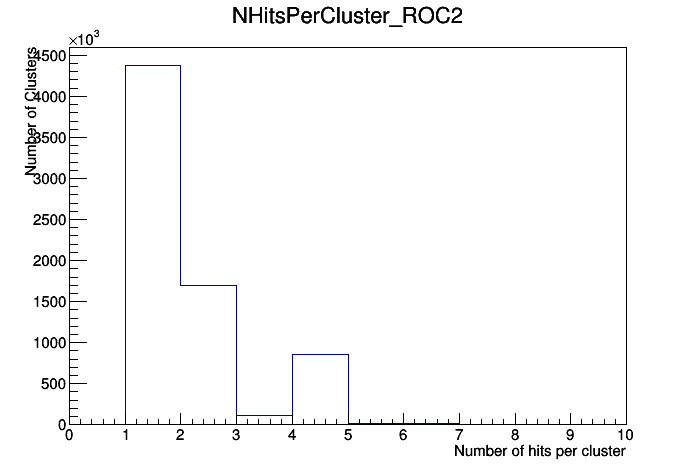 NHitsPerCluster_ROC2
×10³
Number of Clusters
4500
4000
3500
3000
2500
2000
1500
1000
500
0
0 1 2 3 4 5 6 7 8 9 10
Number of hits per cluster